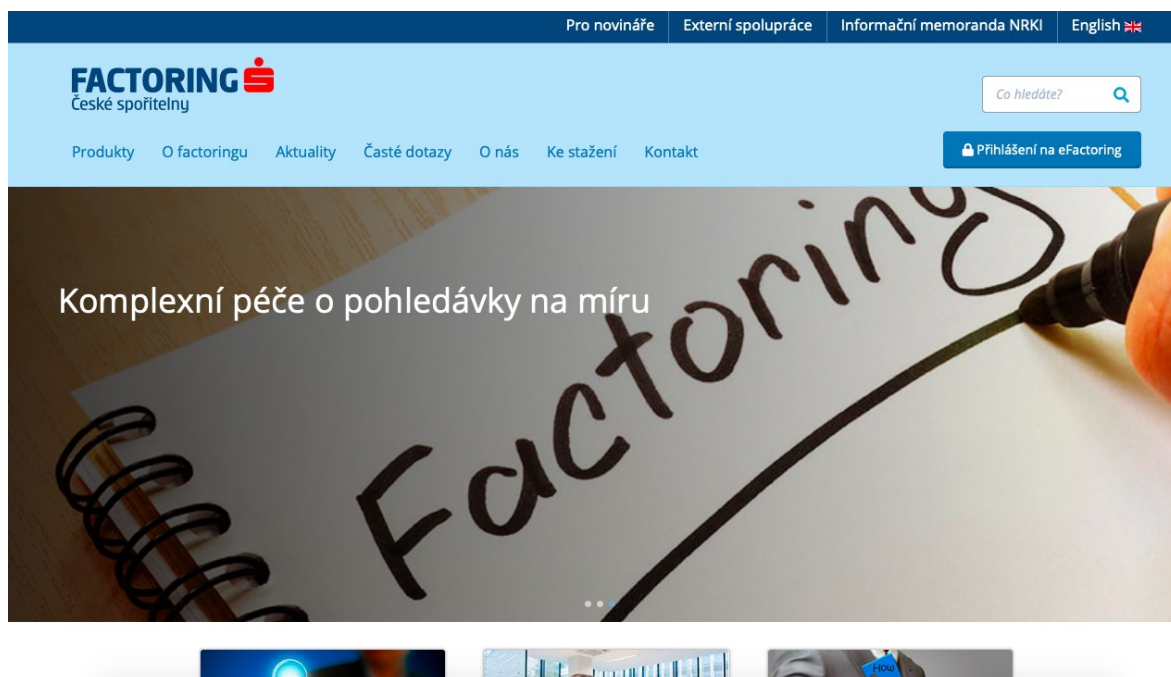 Pro novináře Externí spolupráce Informační memoranda NRKI English
FACTORING
České spořitelny
Co hledáte?
Produkty O factoringu Aktuality Časté dotazy O nás Ke stažení Kontakt
Přihlášení na eFactoring
Komplexní péče o pohledávky na míru
Factoring
How